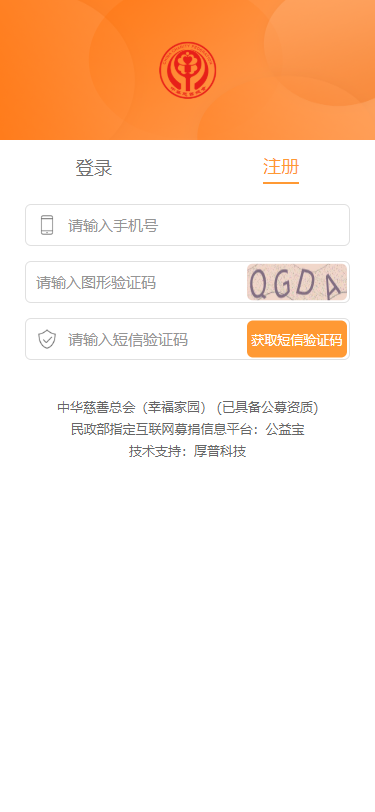 登录
注册
请输入手机号
请输入图形验证码
QGDA
请输入短信验证码
获取短信验证码
中华慈善总会（幸福家园） (已具备公募资质)
民政部指定互联网募捐信息平台：公益宝
技术支持：厚普科技